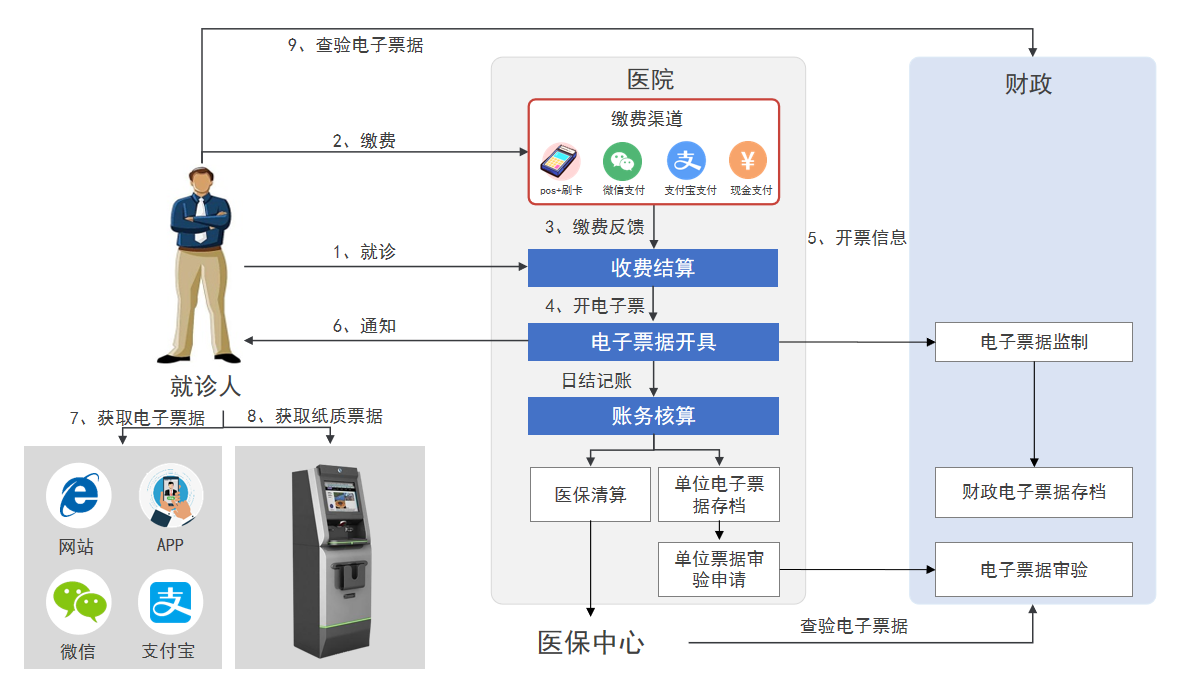 9、查验电子票据
医院
财政
缴费渠道
2、缴费
pos+刷卡
微信支付
支付宝支付
现金支付
3、缴费反馈
5、开票信息
1、就诊
收费结算
4、开电子票
6、通知
电子票据开具
电子票据监制
就诊人
日结记账
7、获取电子票据
8、获取纸质票据
账务核算
医保清算
单位电子票
据存档
财政电子票据存档
网站
APP
单位票据审
验申请
电子票据审验
微信
支付宝
医保中心
查验电子票据